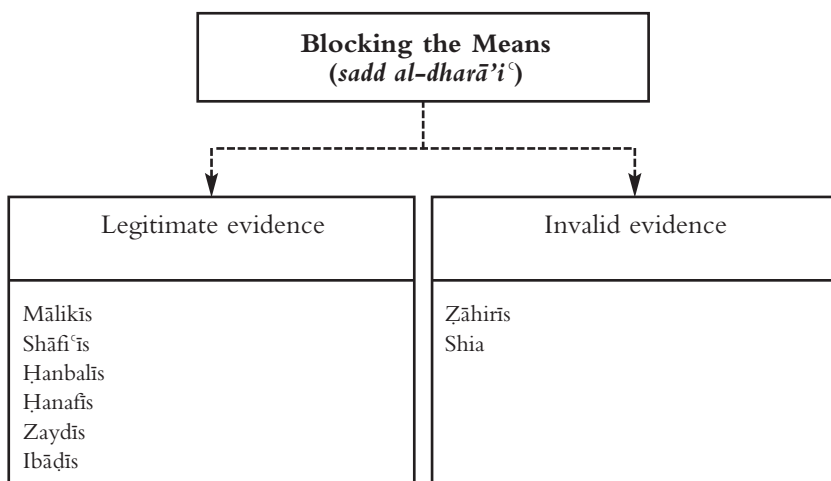 Blocking the Means
(sadd al-dharā’iʿ)
Legitimate evidence
Mālikīs
Shāfiʿīs
Ḥanbalīs
Ḥanafīs
Zaydīs
Ibāḍīs
Invalid evidence
Ẓāhirīs
Shia